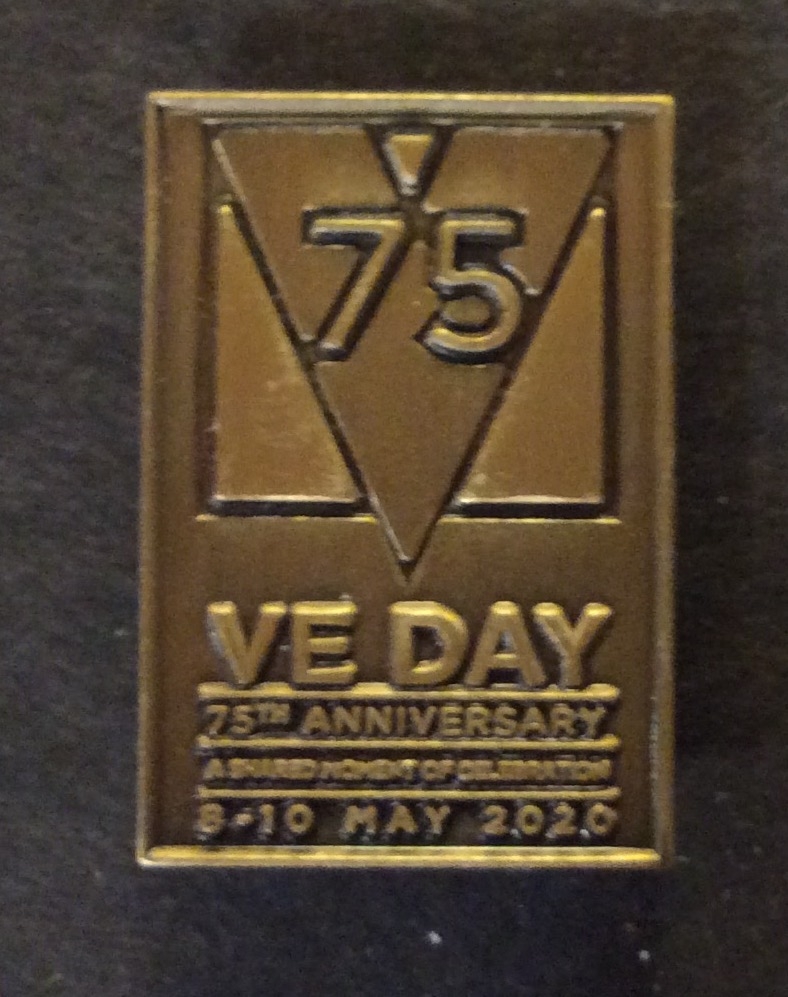 75
VE DAY
75TH ANNIVERSARY
A SHARED MOMENT OF CELEBRATION
8-10 MAY 2020